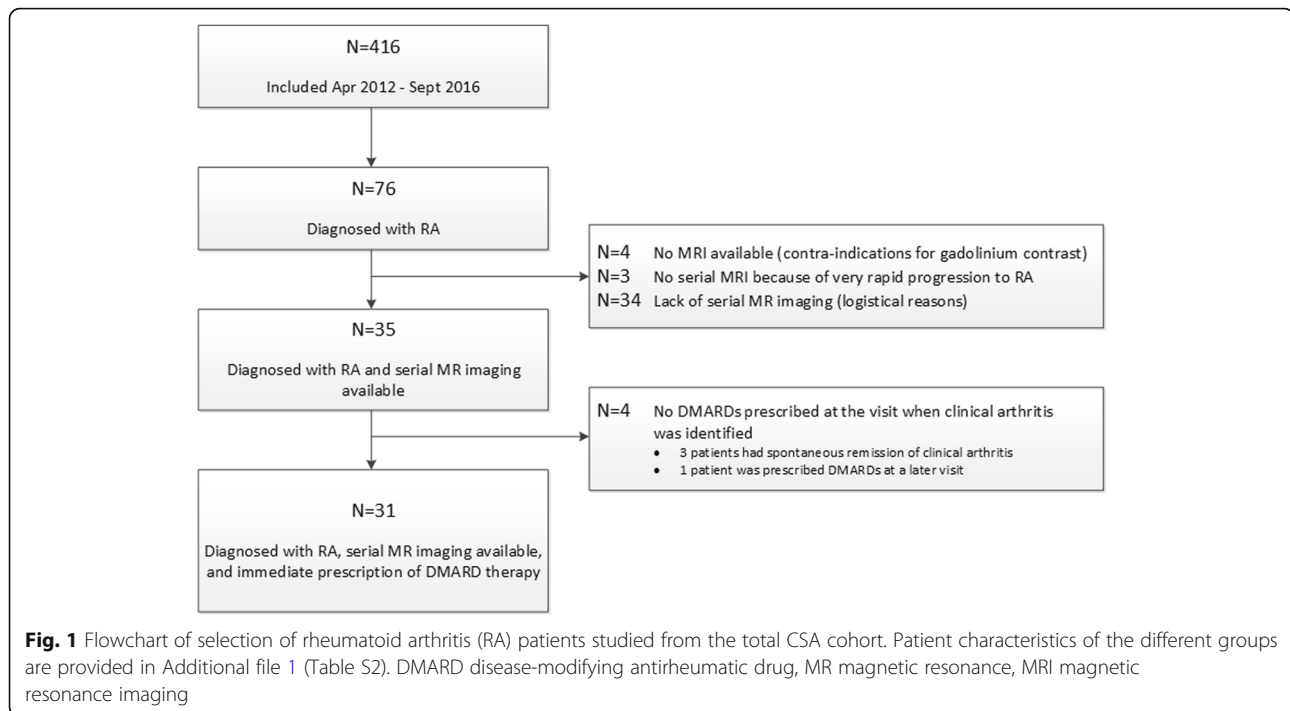 N=416
Included Apr 2012 - Sept 2016
N=76
Diagnosed with RA
N=4 No MRI available (contra-indications for gadolinium contrast)
N=3 No serial MRI because of very rapid progression to RA
N=34 Lack of serial MR imaging (logistical reasons)
N=35
Diagnosed with RA and serial MR imaging
available
N=4 No DMARDs prescribed at the visit when clinical arthritis
was identified
• 3 patients had spontaneous remission of clinical arthritis
• 1 patient was prescribed DMARDs at a later visit
N=31
Diagnosed with RA, serial MR imaging available,
and immediate prescription of DMARD therapy
Fig. 1 Flowchart of selection of rheumatoid arthritis (RA) patients studied from the total CSA cohort. Patient characteristics of the different groups
are provided in Additional file 1 (Table S2). DMARD disease-modifying antirheumatic drug, MR magnetic resonance, MRI magnetic
resonance imaging